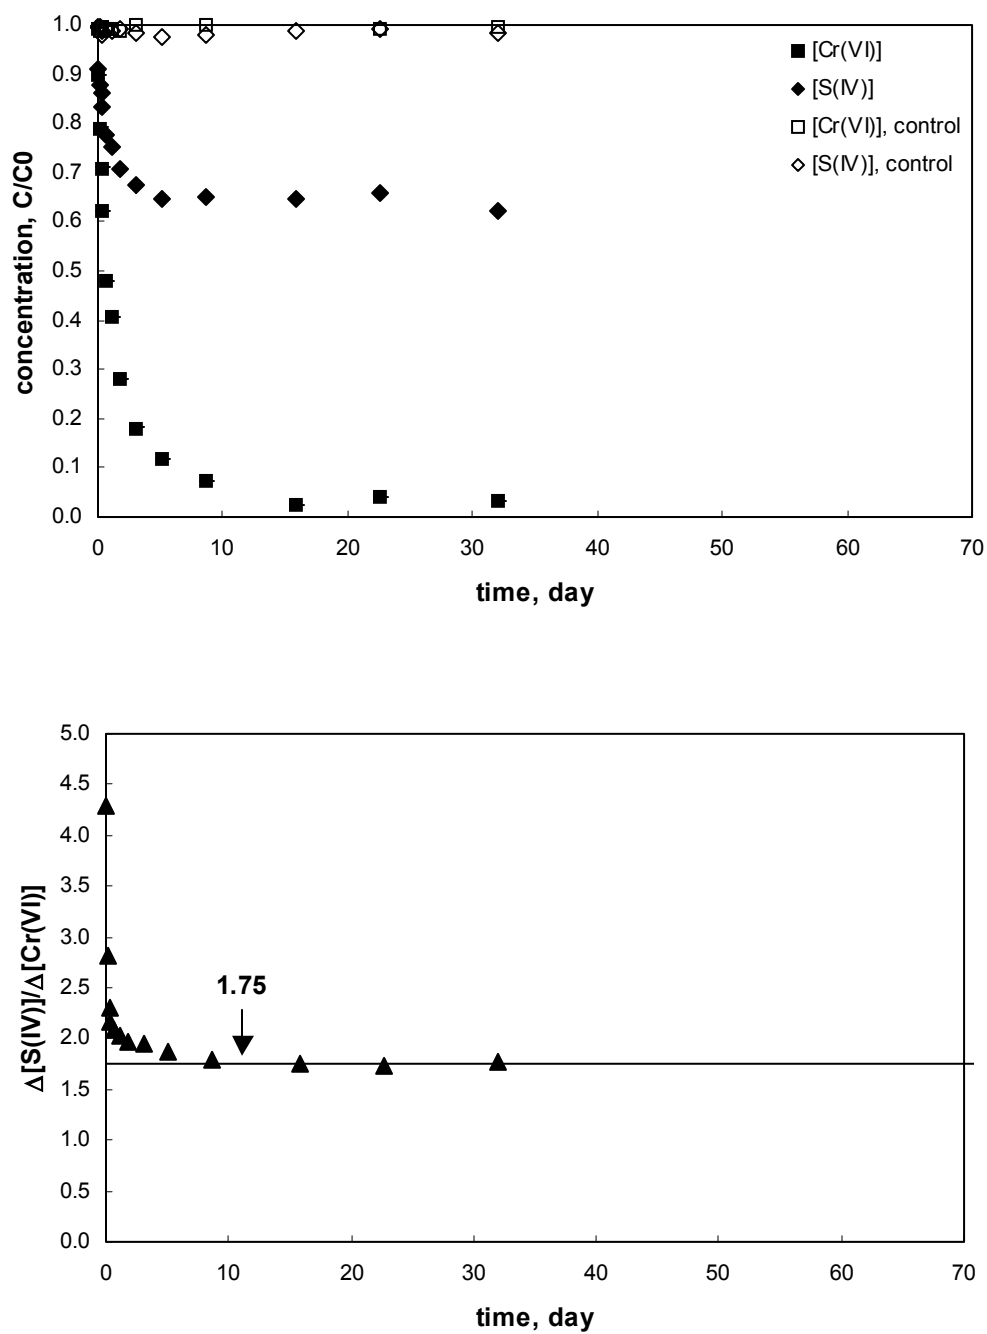 1.0
0.9
0.8
0.7
0.6
0.5
0.4
0.3
0.2
0.1
0.0
concentration, C/C0
[Cr(VI)]
[S(IV)]
[Cr(VI)], control
[S(IV)], control
0 10 20 30 40 50 60 70
time, day
5.0
4.5
4.0
3.5
3.0
2.5
2.0
1.5
1.0
0.5
0.0
Δ[S(IV)]/Δ[Cr(VI)]
1.75
0 10 20 30 40 50 60 70
time, day